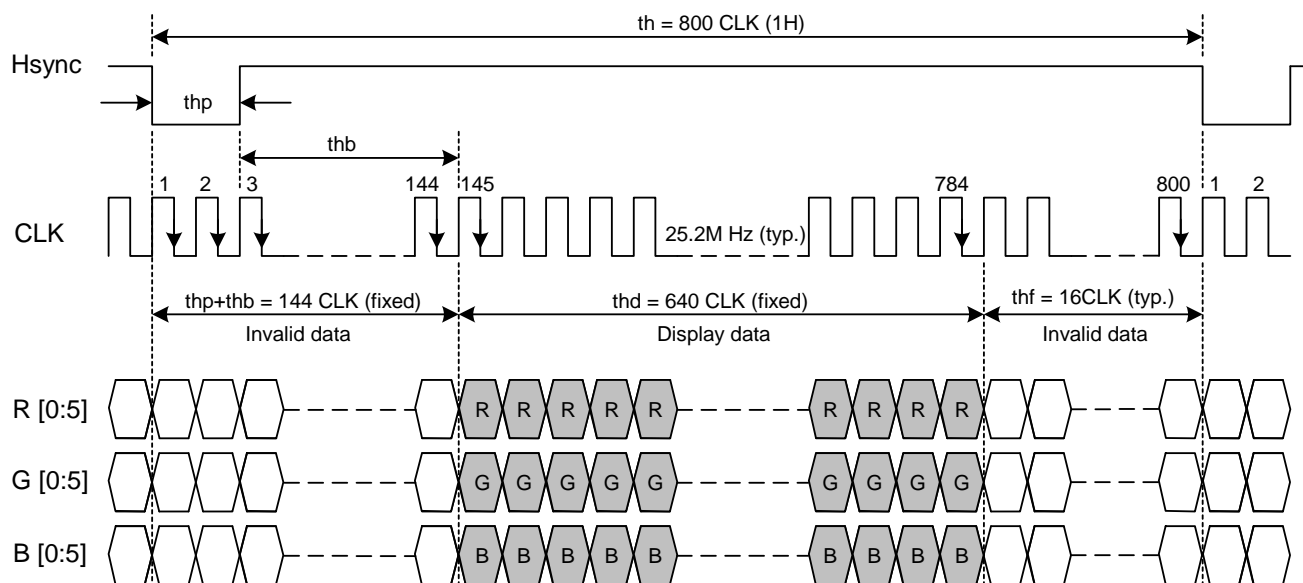 th = 800 CLK (1H)
Hsync
thp
thb
1 2 3 144 145 784 800 1 2
CLK
25.2M Hz (typ.)
thp+thb = 144 CLK (fixed) thd = 640 CLK (fixed) thf = 16CLK (typ.)
Invalid data Display data Invalid data
R [0:5] R R R R R R R R R
G [0:5] G G G G G G G G G
B [0:5] B B B B B B B B B